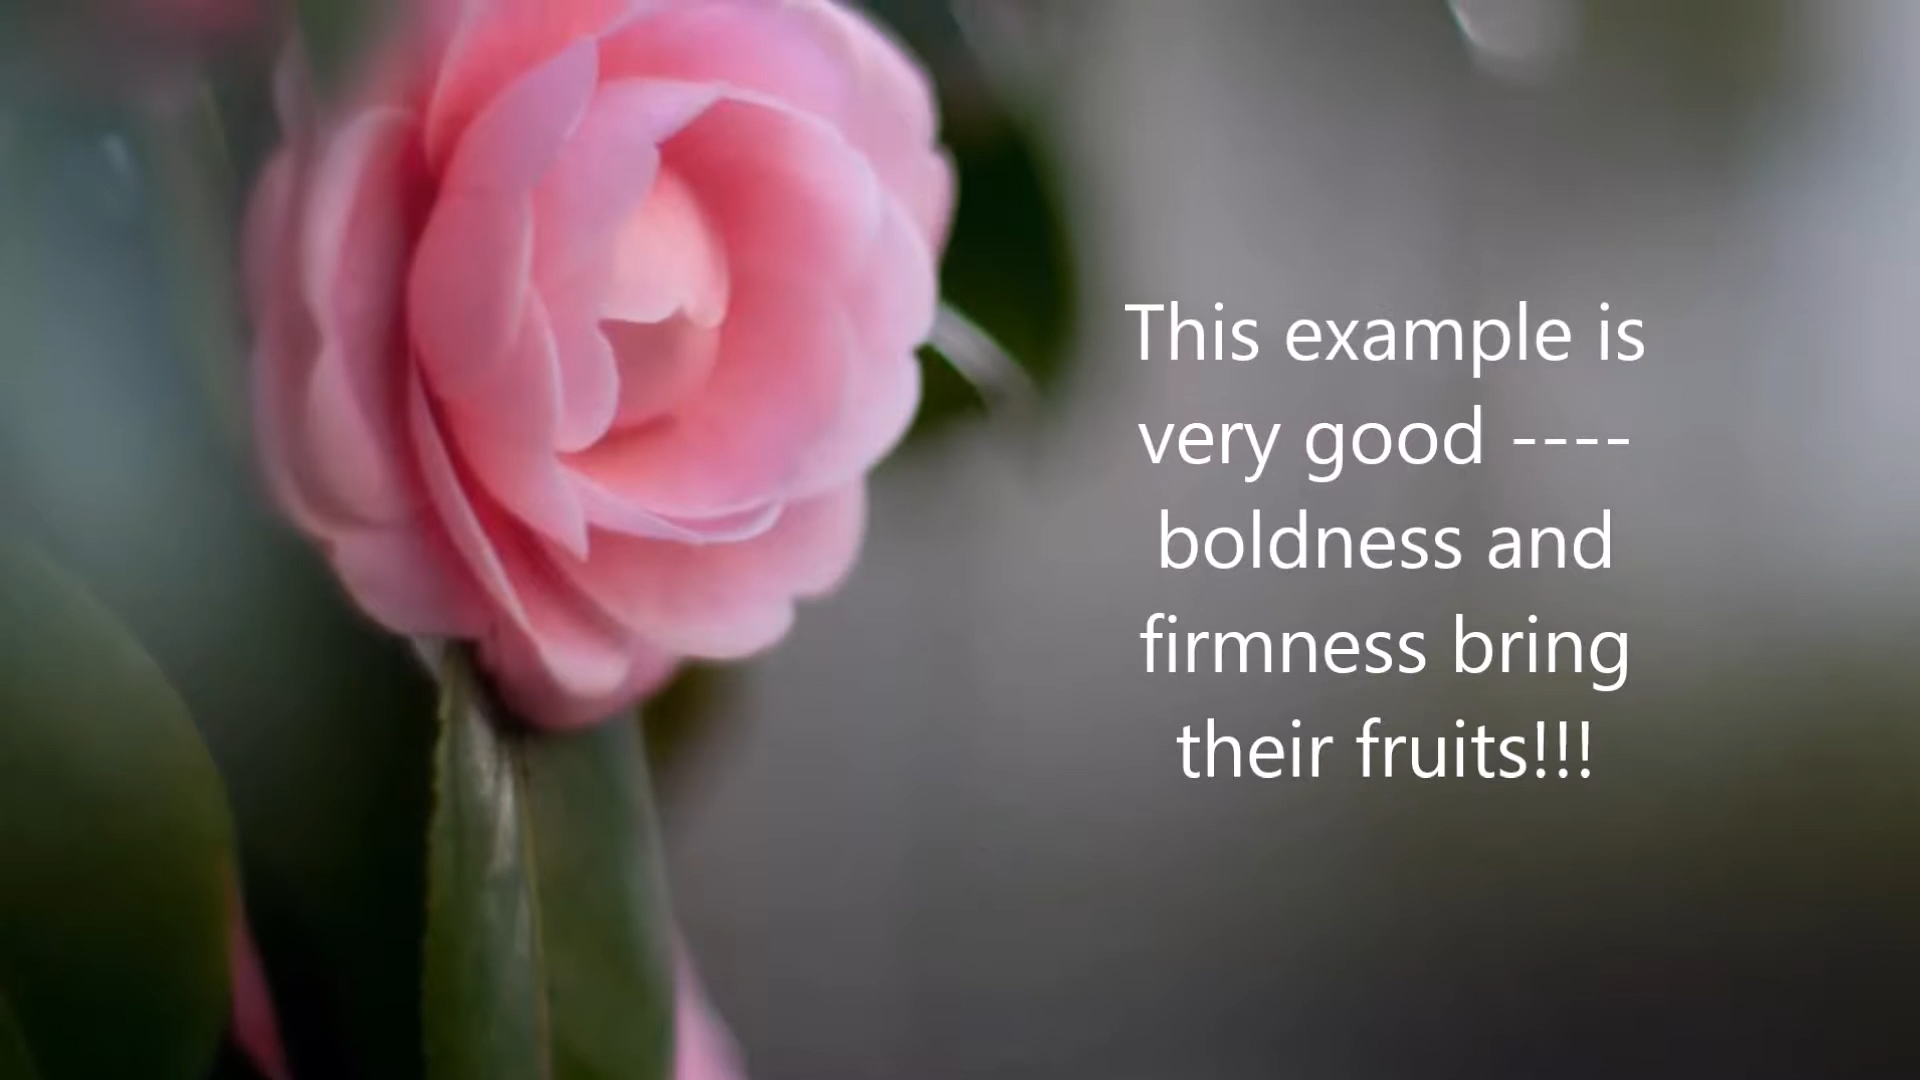 This example is
very good ----
boldness and
firmness bring
their fruits!!!